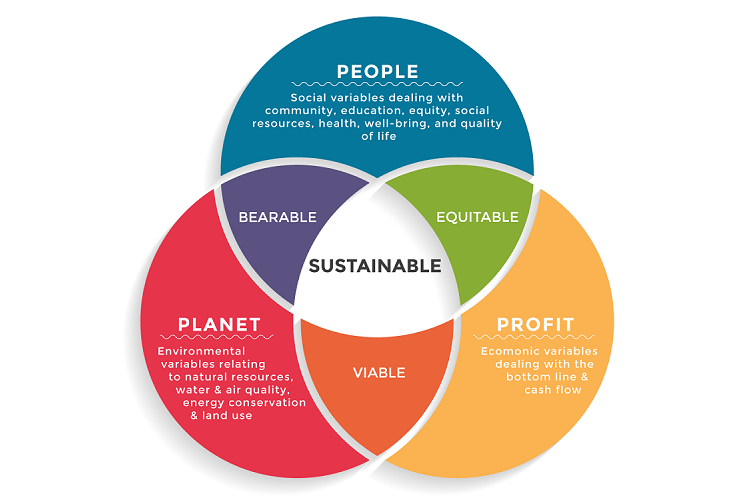 PEOPLE
Social variables dealing with
community, education, equity, social
resources, health, well-bring, and quality
of life
BEARABLE
EQUITABLE
SUSTAINABLE
PLANET
Environmental
variables relating
to natural resources,
water & air quality,
energy conservation
& land use
PROFIT
Ecomonic variables
dealing with the
bottom line &
cash flow
VIABLE